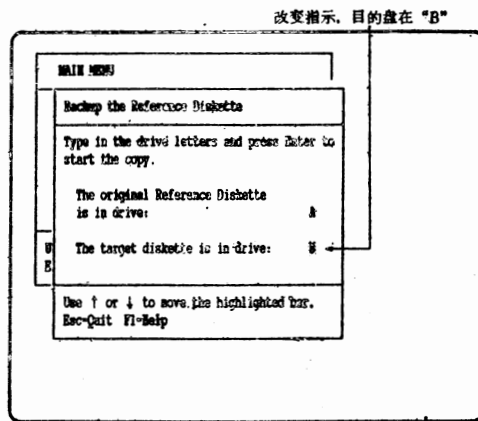 改变指示，目的盘在“B”
MAIN MENU
Backup the Reference Diskette
Type in the drive letters and press Enter to
start the copy.
The original Reference Diskette
is in drive: A
The target diskette is in drive:
Use ↑ or ↓ to move the highlighted bar.
Esc=Quit F1=Help